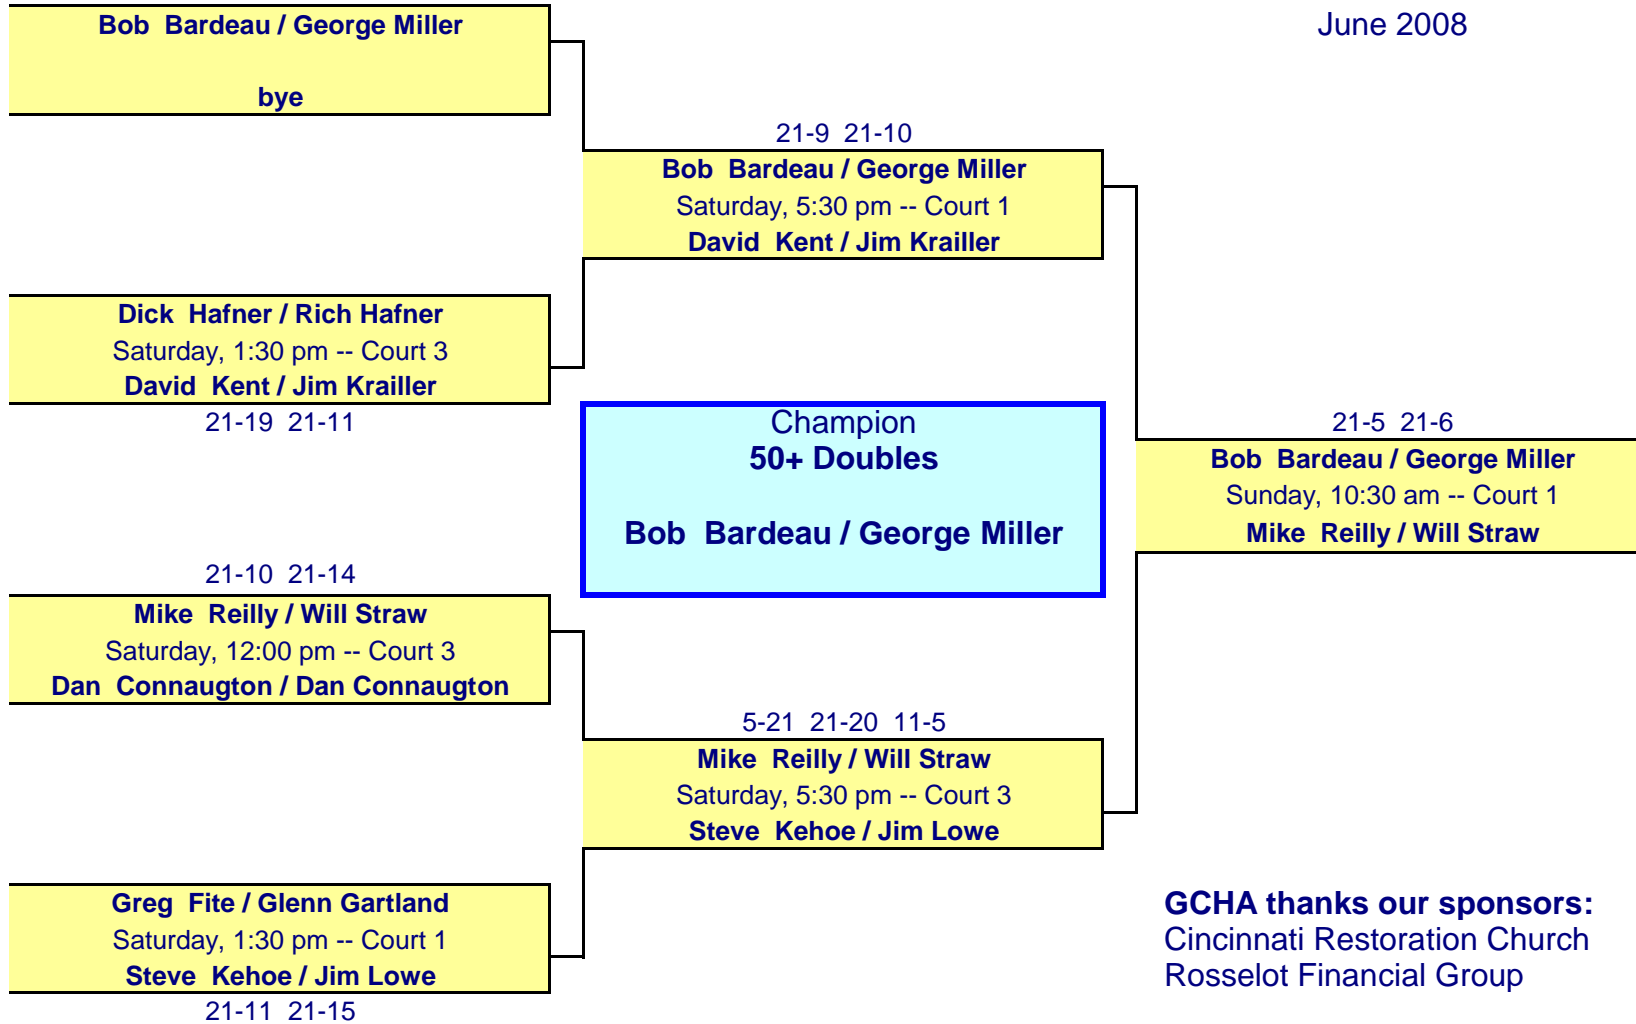 Bob Bardeau / George Miller
bye
June 2008
21-9 21-10
Bob Bardeau / George Miller
Saturday, 5:30 pm -- Court 1
David Kent / Jim Krailler
Dick Hafner / Rich Hafner
Saturday, 1:30 pm -- Court 3
David Kent / Jim Krailler
21-19 21-11
Champion
50+ Doubles
Bob Bardeau / George Miller
21-5 21-6
Bob Bardeau / George Miller
Sunday, 10:30 am -- Court 1
Mike Reilly / Will Straw
21-10 21-14
Mike Reilly / Will Straw
Saturday, 12:00 pm -- Court 3
Dan Connaugton / Dan Connaugton
5-21 21-20 11-5
Mike Reilly / Will Straw
Saturday, 5:30 pm -- Court 3
Steve Kehoe / Jim Lowe
Greg Fite / Glenn Gartland
Saturday, 1:30 pm -- Court 1
Steve Kehoe / Jim Lowe
21-11 21-15
GCHA thanks our sponsors:
Cincinnati Restoration Church
Rosselot Financial Group